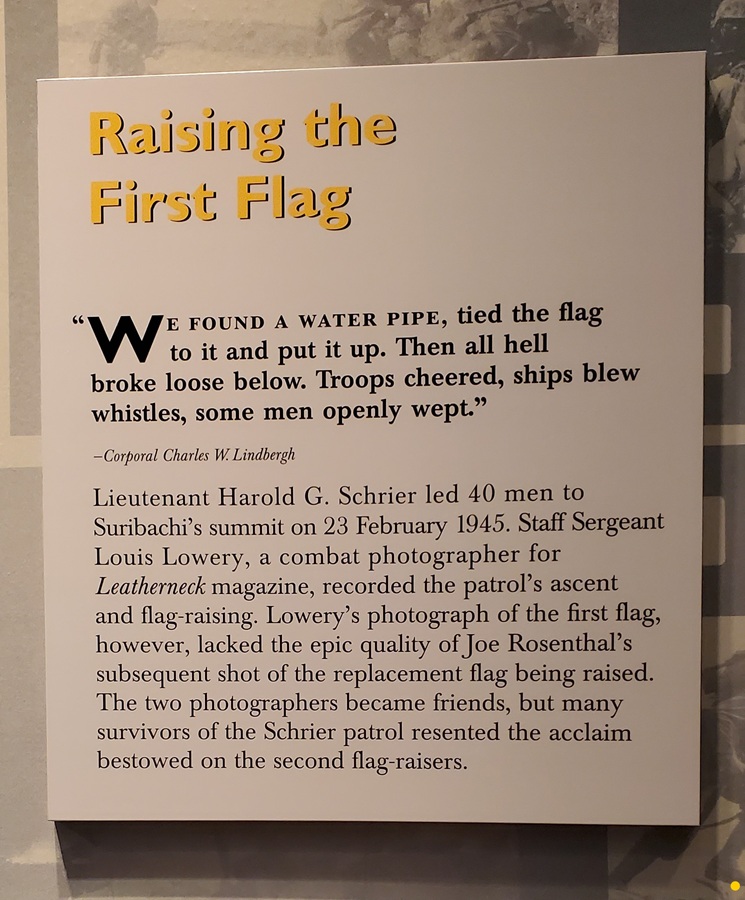 Raising the
First Flag
“WE FOUND A WATER PIPE, tied the flag
to it and put it up. Then all hell
broke loose below. Troops cheered, ships blew
whistles, some men openly wept.”
–Corporal Charles W. Lindbergh
Lieutenant Harold G. Schrier led 40 men to
Suribachi’s summit on 23 February 1945. Staff Sergeant
Louis Lowery, a combat photographer for
Leatherneck magazine, recorded the patrol’s ascent
and flag-raising. Lowery’s photograph of the first flag,
however, lacked the epic quality of Joe Rosenthal’s
subsequent shot of the replacement flag being raised.
The two photographers became friends, but many
survivors of the Schrier patrol resented the acclaim
bestowed on the second flag-raisers.